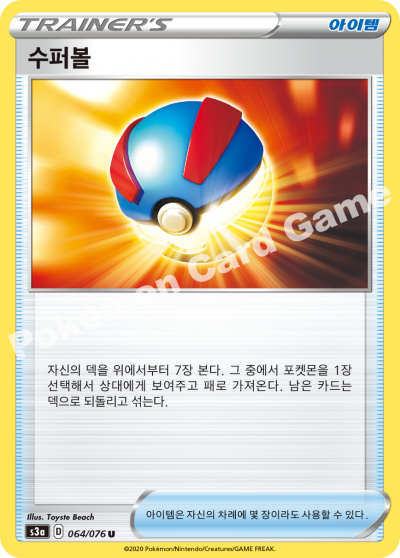 TRAINER'S
아이템
수퍼볼
Pokémon Card Game
자신의 덱을 위에서부터 7장 본다. 그 중에서 포켓몬을 1장
선택해서 상대에게 보여주고 패로 가져온다. 남은 카드는
덱으로 되돌리고 섞는다.
Illus. Toyste Beach
s3a D 064/076 U
아이템은 자신의 차례에 몇 장이라도 사용할 수 있다.
©2020 Pokémon/Nintendo/Creatures/GAME FREAK.